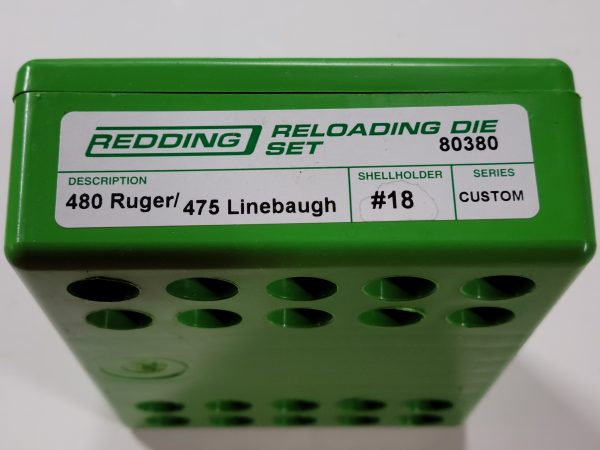 REDDING RELOADING DIE
SET 80380
DESCRIPTION SHELLHOLDER SERIES
480 Ruger/ 475 Linebaugh #18 CUSTOM